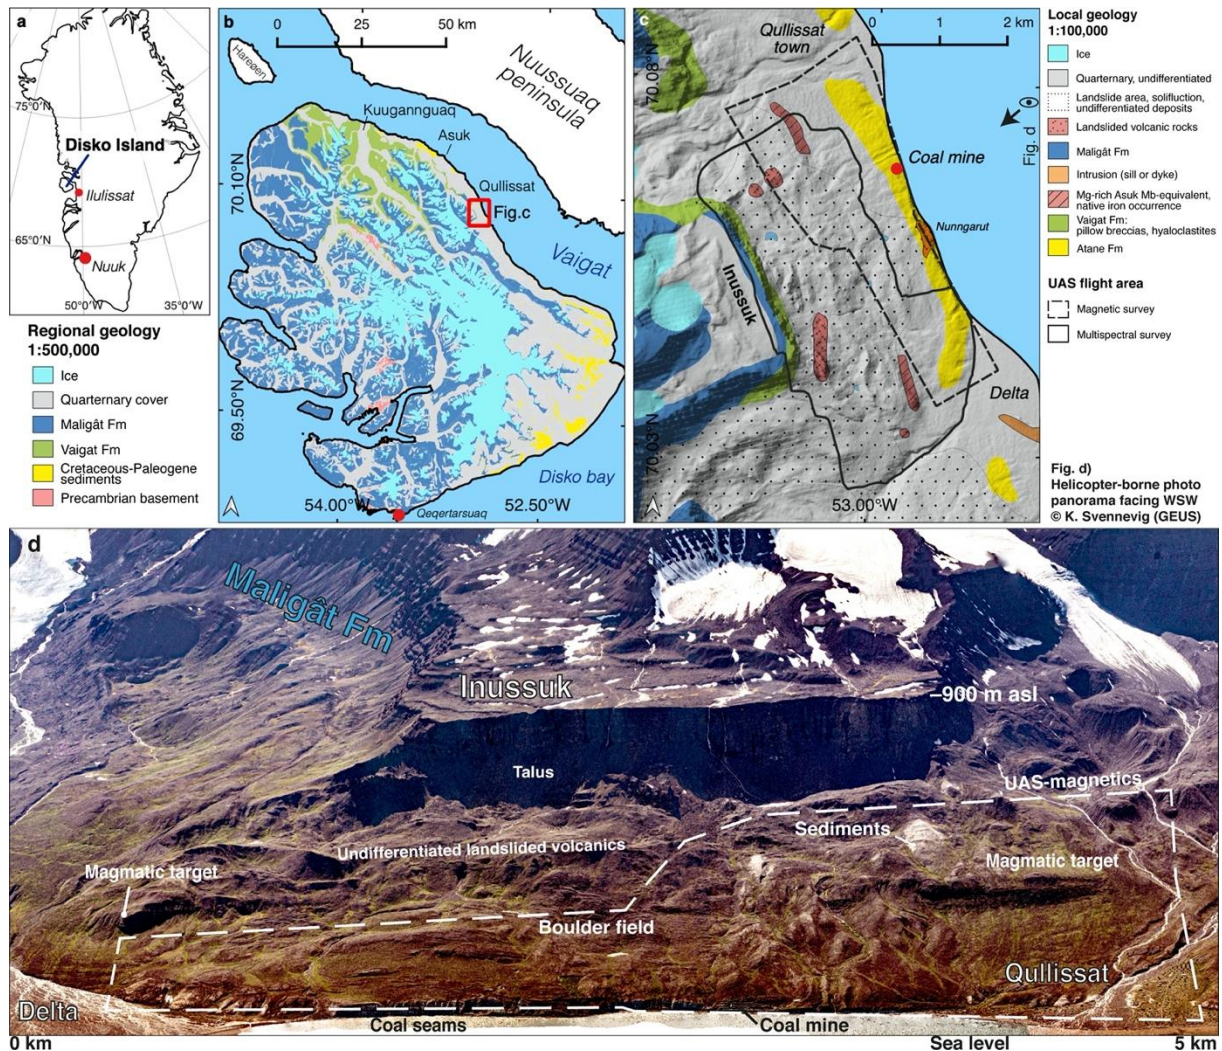 a
75°0'N
Disko Island
Ilulissat
65°0'N
Nuuk
50°0'W
35°0'W
Regional geology
1:500,000
Ice
Quaternary cover
Maligât Fm
Vaigat Fm
Cretaceous-Paleogene
sediments
Precambrian basement
b
0 25 50 km
Hareøen
Nuussuaq
peninsula
Kuugannguaq
Asuk
70.10°N
Qullissat
Fig.c
Vaigat
69.50°N
Disko bay
54.00°W
52.50°W
Qeqertarsuaq
c
0 1 2 km
Qullissat
town
70.08°N
Coal mine
Fig. d
Nunngarut
Inussuk
Delta
70.03°N
53.00°W
Local geology
1:100,000
Ice
Quaternary, undifferentiated
Landslide area, solifluction,
undifferentiated deposits
Landslided volcanic rocks
Maligât Fm
Intrusion (sill or dyke)
Mg-rich Asuk Mb-equivalent,
native iron occurrence
Vaigat Fm:
pillow breccias, hyaloclastites
Atane Fm
UAS flight area
Magnetic survey
Multispectral survey
Fig. d)
Helicopter-borne photo
panorama facing WSW
© K. Svennevig (GEUS)
d
Maligât Fm
Inussuk
~900 m asl
Talus
UAS-magnetics
Sediments
Undifferentiated landslided volcanics
Magmatic target
Magmatic target
Boulder field
Qullissat
Delta
Coal seams
Coal mine
0 km
Sea level
5 km